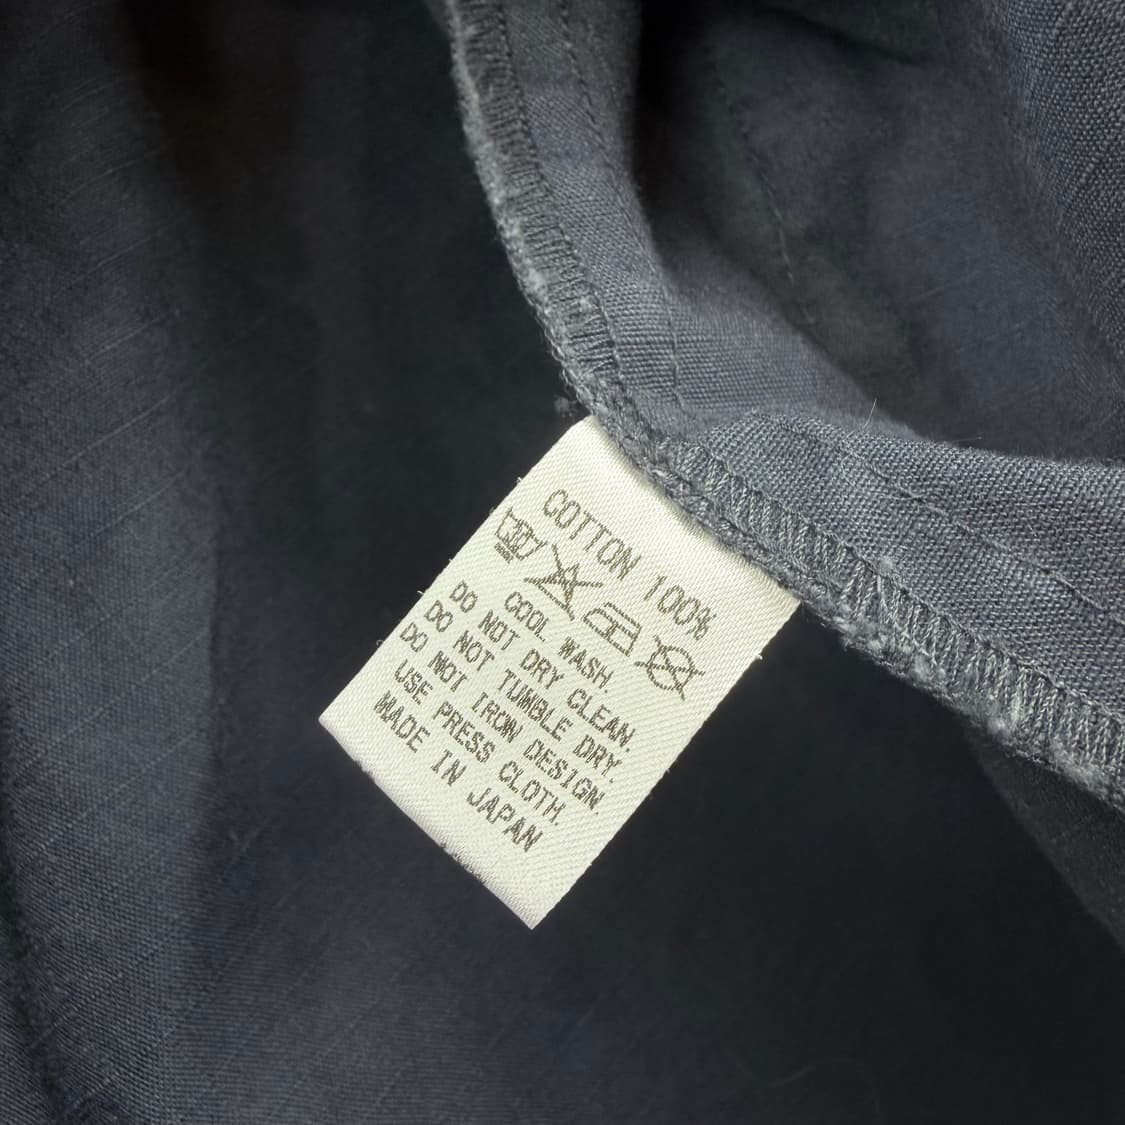 COTTON 100%
COOL WASH.
DO NOT DRY CLEAN.
DO NOT TUMBLE DRY.
DO NOT IRON DESIGN.
USE PRESS CLOTH.
MADE IN JAPAN